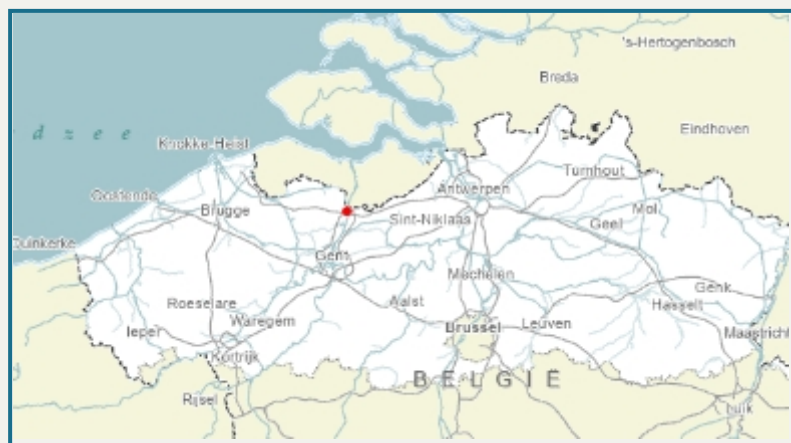 's-Hertogenbosch
Breda
dzee
Knokke-Heist
Eindhoven
Turnhout
Oostende
Antwerpen
Brugge
Mol
Sint-Niklaas
Geel
Duinkerke
Gent
Mechelen
Genk
Roeselare
Aalst
Hasselt
Waregem
Brussel
Leuven
Ieper
Maastricht
Kortrijk
BELGIË
Rijsel
Luik